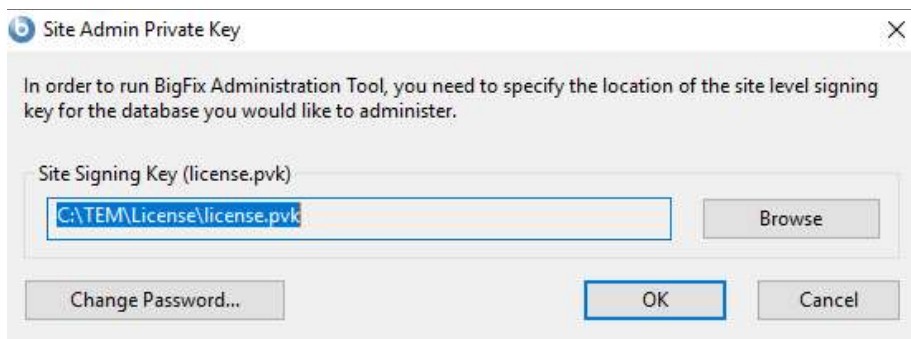 Site Admin Private Key
In order to run BigFix Administration Tool, you need to specify the location of the site level signing
key for the database you would like to administer.
Site Signing Key (license.pvk)
C:\TEM\License\license.pvk
Browse
Change Password...
OK
Cancel